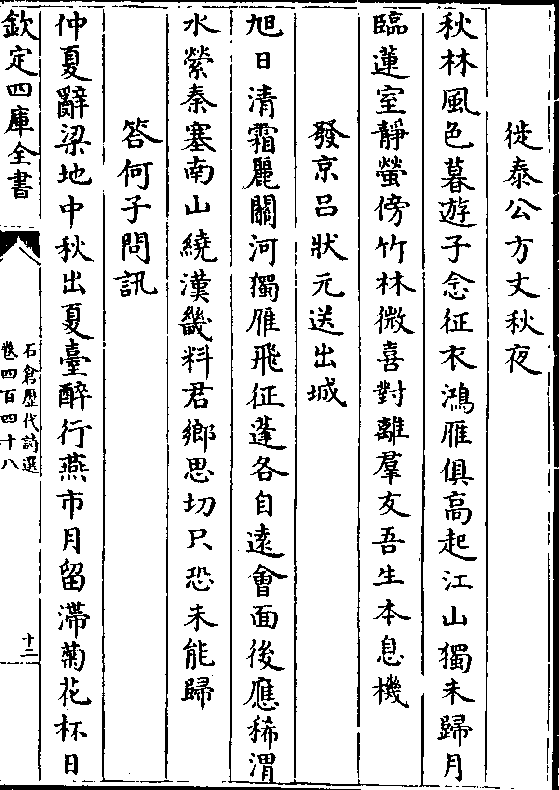 徙泰公方丈秋夜
秋林風色暮遊子念征衣鴻雁俱高起江山獨未歸月
臨蓮室靜螢傍竹林微喜對離羣友吾生本息機
發京呂狀元送出城
旭日清霜麗關河獨雁飛征蓬各自遠會面後應稀渭
水縈秦塞南山繞漢畿料君鄉思切只恐未能歸
答何子問訊
仲夏辭梁地中秋出夏臺醉行燕市月留滯菊花杯日
欽定四庫全書
石倉歷代詩選
卷四百四十八
十二